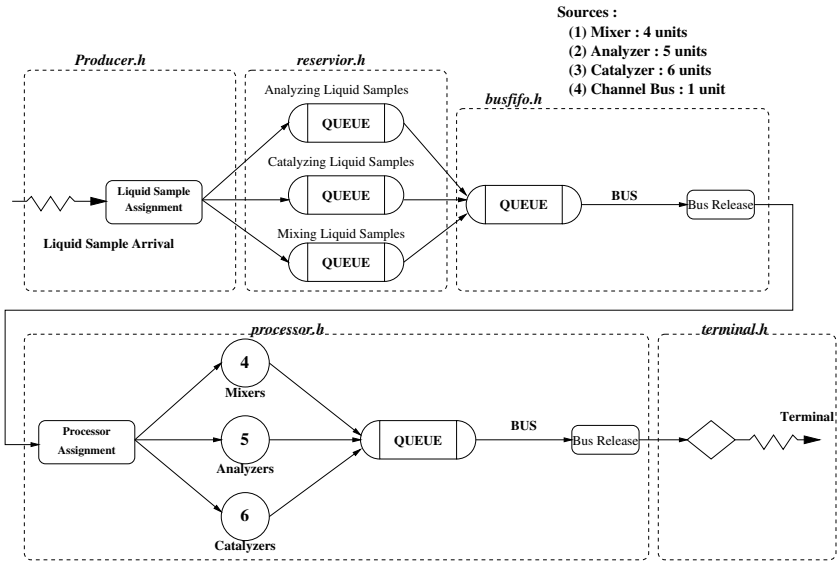 Sources :
(1) Mixer : 4 units
(2) Analyzer : 5 units
(3) Catalyzer : 6 units
(4) Channel Bus : 1 unit
Producer.h
reservior.h
busfifo.h
Analyzing Liquid Samples
QUEUE
Catalyzing Liquid Samples
QUEUE
Mixing Liquid Samples
QUEUE
Liquid Sample
Assignment
Liquid Sample Arrival
QUEUE
BUS
Bus Release
processor.h
terminal.h
4
Mixers
5
Analyzers
6
Catalyzers
Processor
Assignment
QUEUE
BUS
Bus Release
Terminal